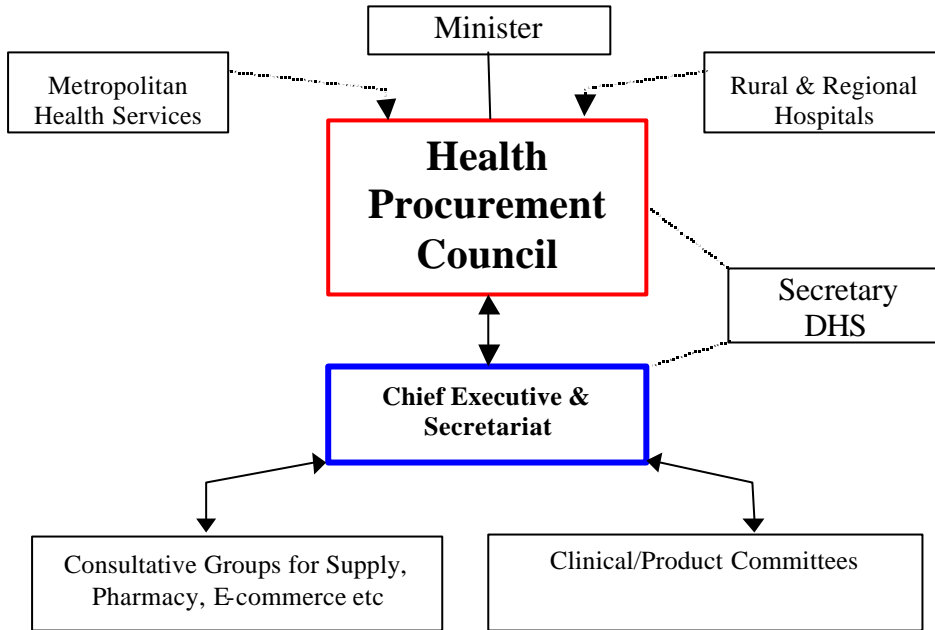 Minister
Metropolitan
Health Services
Rural & Regional
Hospitals
Health
Procurement
Council
Secretary
DHS
Chief Executive &
Secretariat
Consultative Groups for Supply,
Pharmacy, E-commerce etc
Clinical/Product Committees